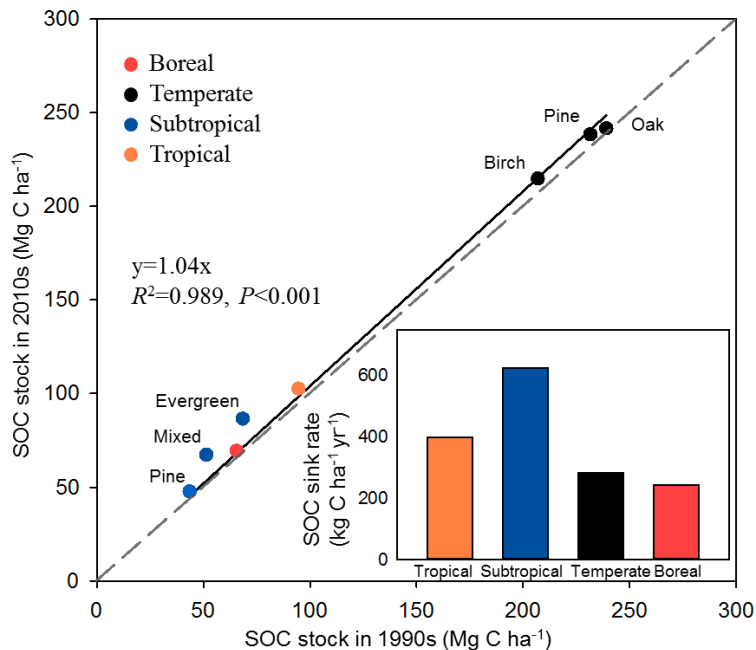 300
250
200
150
100
50
0
SOC stock in 2010s (Mg C ha⁻¹)
Boreal
Temperate
Subtropical
Tropical
Pine
Oak
Birch
y=1.04x
R²=0.989, P<0.001
Evergreen
Mixed
Pine
600
400
200
0
SOC sink rate
(kg C ha⁻¹ yr⁻¹)
Tropical Subtropical Temperate Boreal
0 50 100 150 200 250 300
SOC stock in 1990s (Mg C ha⁻¹)